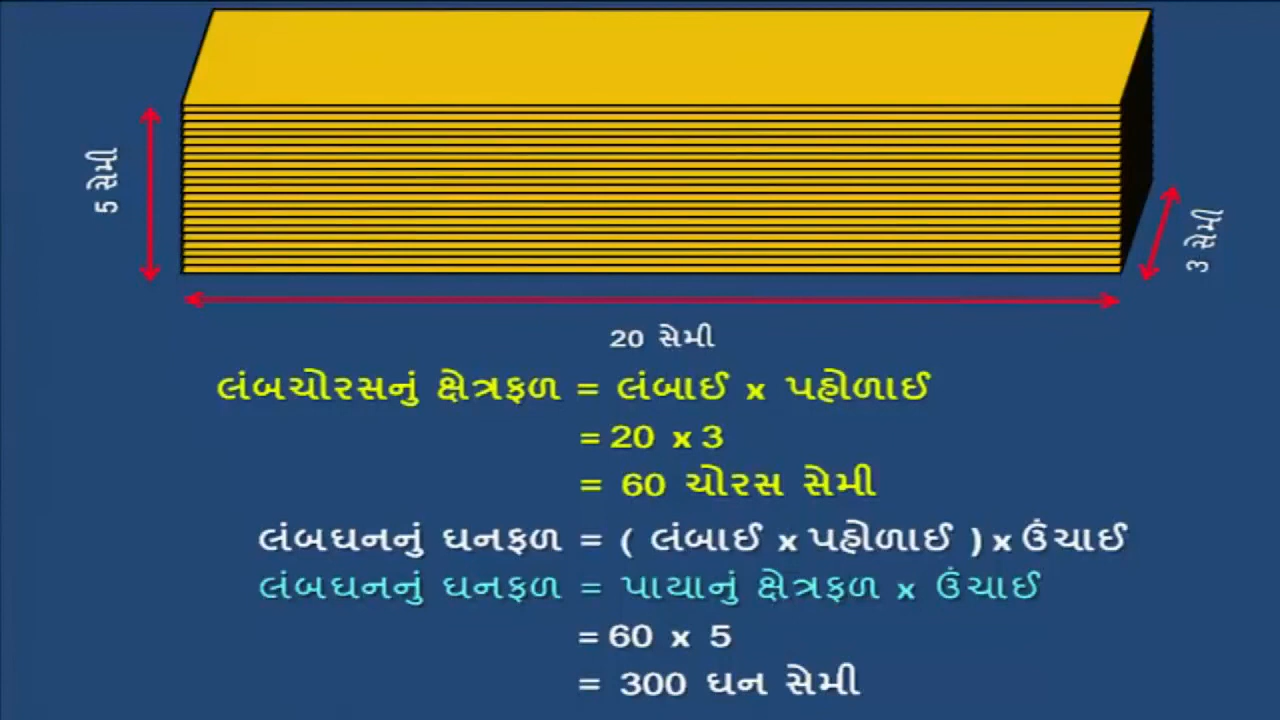 5 સેમી
3 સેમી
20 સેમી
લંબચોરસનું ક્ષેત્રફળ = લંબાઈ x પહોળાઈ
= 20 x 3
= 60 ચોરસ સેમી
લંબઘનનું ઘનફળ = ( લંબાઈ x પહોળાઈ ) x ઉંચાઈ
લંબઘનનું ઘનફળ = પાયાનું ક્ષેત્રફળ x ઉંચાઈ
= 60 x 5
= 300 ઘન સેમી